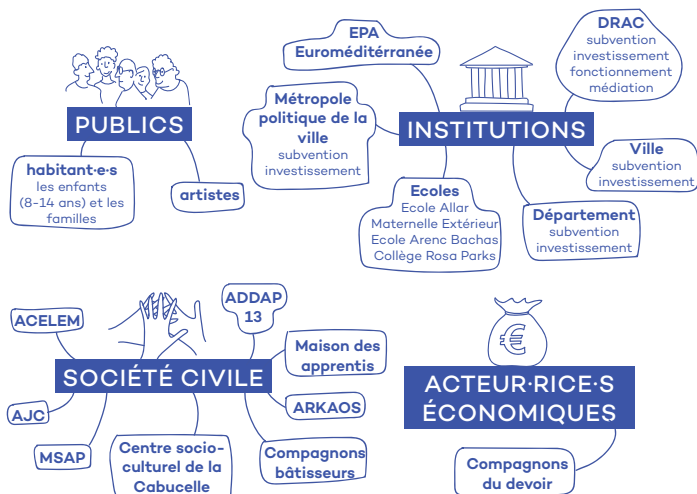 PUBLICS
habitant·e·s
les enfants
(8-14 ans) et les
familles
artistes
EPA
Euroméditérranée
Métropole
politique de la
ville
subvention
investissement
INSTITUTIONS
DRAC
subvention
investissement
fonctionnement
médiation
Ville
subvention
investissement
Département
subvention
investissement
Ecoles
Ecole Allar
Maternelle Extérieur
Ecole Arenc Bachas
Collège Rosa Parks
ACELEM
ADDAP
13
Maison des
apprentis
SOCIÉTÉ CIVILE
AJC
ARKAOS
MSAP
Centre socio-
culturel de la
Cabucelle
Compagnons
bâtisseurs
€
ACTEUR·RICE·S
ÉCONOMIQUES
Compagnons
du devoir